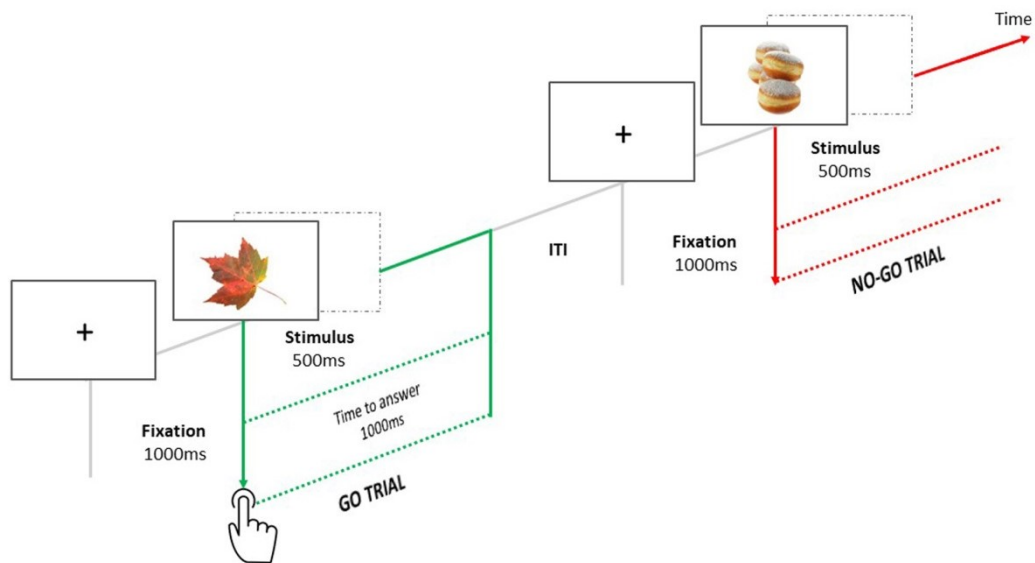 Time
+
Stimulus
500ms
+
ITI
Fixation
1000ms
NO-GO TRIAL
+
Stimulus
500ms
Time to answer
1000ms
Fixation
1000ms
GO TRIAL